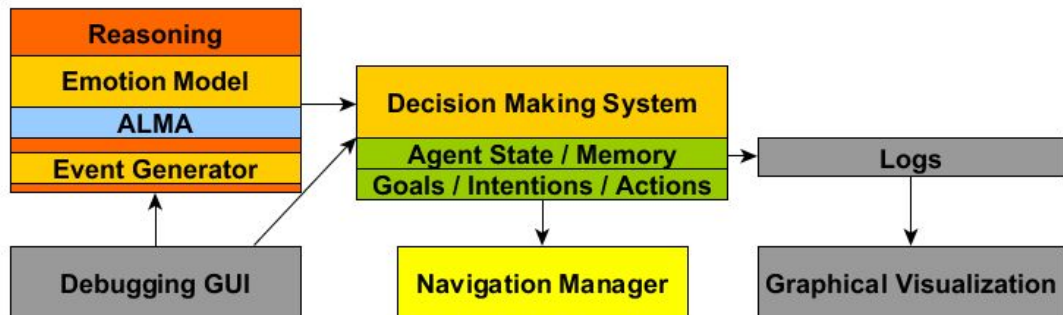 Reasoning
Emotion Model
ALMA
Event Generator
Debugging GUI
Decision Making System
Agent State / Memory
Goals / Intentions / Actions
Navigation Manager
Logs
Graphical Visualization